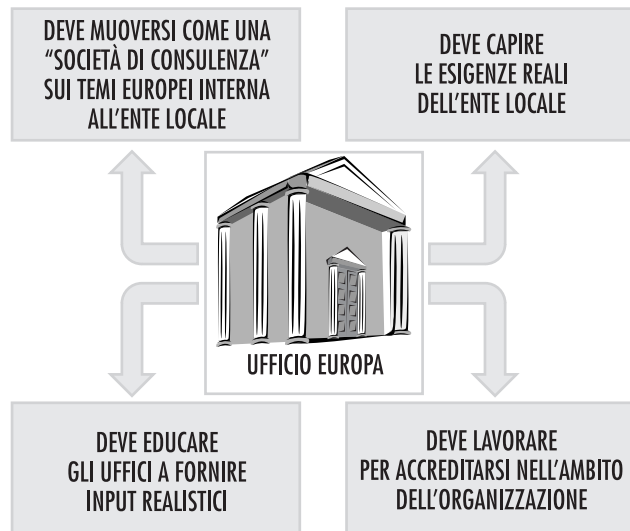 DEVE MUOVERSI COME UNA
“SOCIETÀ DI CONSULENZA”
SUI TEMI EUROPEI INTERNA
ALL’ENTE LOCALE
DEVE CAPIRE
LE ESIGENZE REALI
DELL’ENTE LOCALE
UFFICIO EUROPA
DEVE EDUCARE
GLI UFFICI A FORNIRE
INPUT REALISTICI
DEVE LAVORARE
PER ACCREDITARSI NELL’AMBITO
DELL’ORGANIZZAZIONE